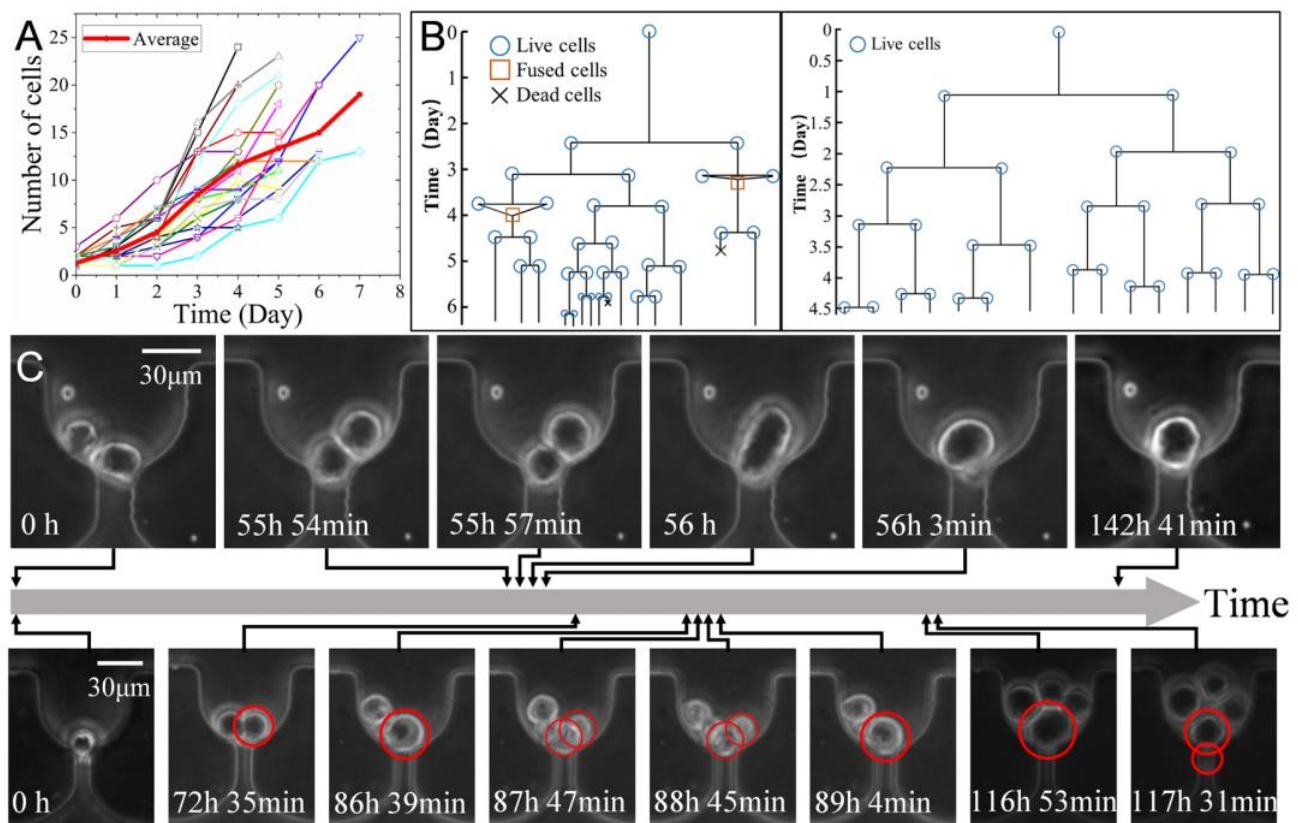 A
Average
Number of cells
25
20
15
10
5
0
0 1 2 3 4 5 6 7 8
Time (Day)
B
Time (Day)
0
1
2
3
4
5
6
Live cells
Fused cells
Dead cells
Time (Day)
0
0.5
1
1.5
2
2.5
3
3.5
4
4.5
Live cells
C
30μm
0 h
55h 54min
55h 57min
56 h
56h 3min
142h 41min
Time
30μm
0 h
72h 35min
86h 39min
87h 47min
88h 45min
89h 4min
116h 53min
117h 31min